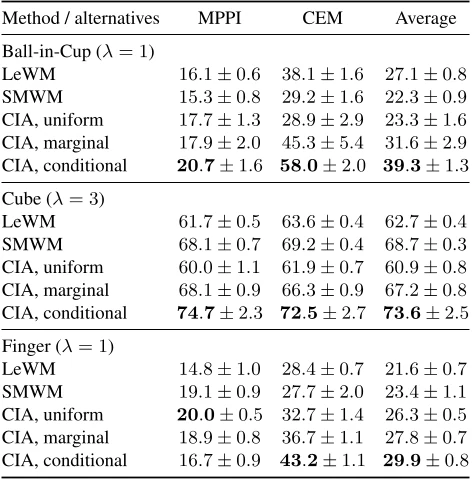 Method / alternatives MPPI CEM Average
Ball-in-Cup (λ = 1)
LeWM 16.1 ± 0.6 38.1 ± 1.6 27.1 ± 0.8
SMWM 15.3 ± 0.8 29.2 ± 1.6 22.3 ± 0.9
CIA, uniform 17.7 ± 1.3 28.9 ± 2.9 23.3 ± 1.6
CIA, marginal 17.9 ± 2.0 45.3 ± 5.4 31.6 ± 2.9
CIA, conditional 20.7 ± 1.6 58.0 ± 2.0 39.3 ± 1.3
Cube (λ = 3)
LeWM 61.7 ± 0.5 63.6 ± 0.4 62.7 ± 0.4
SMWM 68.1 ± 0.7 69.2 ± 0.4 68.7 ± 0.3
CIA, uniform 60.0 ± 1.1 61.9 ± 0.7 60.9 ± 0.8
CIA, marginal 68.1 ± 0.9 66.3 ± 0.9 67.2 ± 0.8
CIA, conditional 74.7 ± 2.3 72.5 ± 2.7 73.6 ± 2.5
Finger (λ = 1)
LeWM 14.8 ± 1.0 28.4 ± 0.7 21.6 ± 0.7
SMWM 19.1 ± 0.9 27.7 ± 2.0 23.4 ± 1.1
CIA, uniform 20.0 ± 0.5 32.7 ± 1.4 26.3 ± 0.5
CIA, marginal 18.9 ± 0.8 36.7 ± 1.1 27.8 ± 0.7
CIA, conditional 16.7 ± 0.9 43.2 ± 1.1 29.9 ± 0.8